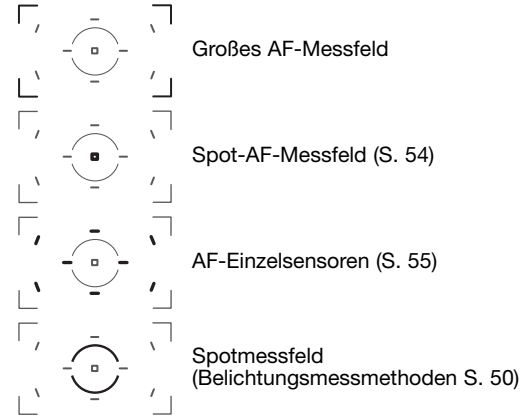 Großes AF-Messfeld
Spot-AF-Messfeld (S. 54)
AF-Einzelsensoren (S. 55)
Spotmessfeld
(Belichtungsmessmethoden S. 50)